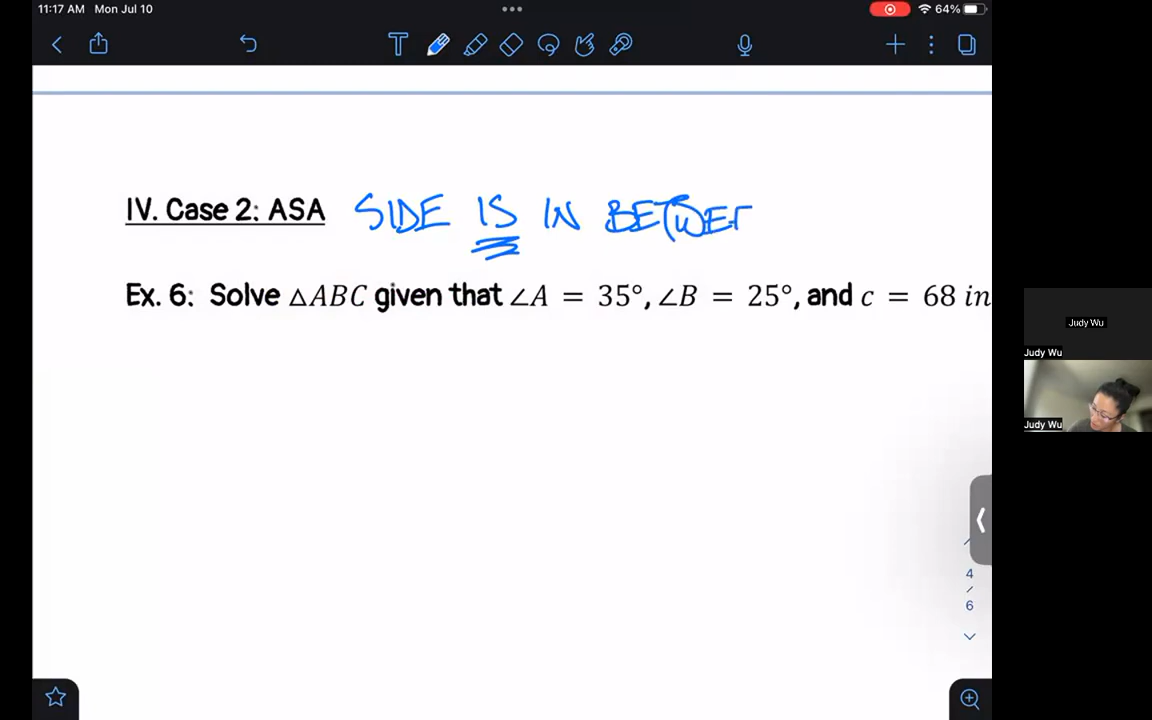 11:17 AM Mon Jul 10
64%
T
IV. Case 2: ASA SIDE IS IN BETWEE
Ex. 6: Solve △ABC given that ∠A = 35°, ∠B = 25°, and c = 68 in
Judy Wu
Judy Wu
Judy Wu
4
/
6